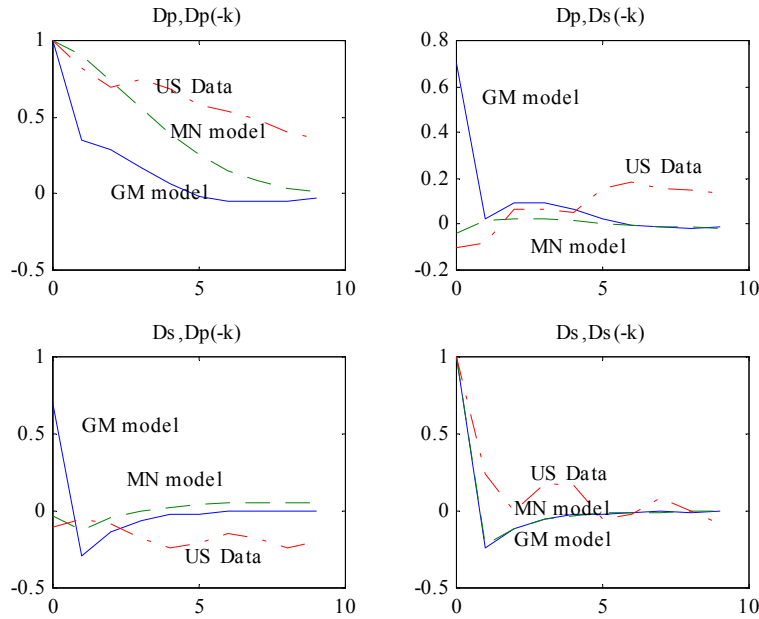 Dp,Dp(-k)
1
0.5
0
-0.5
0
5
10
US Data
MN model
GM model
Dp,Ds(-k)
0.8
0.6
0.4
0.2
0
-0.2
0
5
10
GM model
US Data
MN model
Ds,Dp(-k)
1
0.5
0
-0.5
0
5
10
GM model
MN model
US Data
Ds,Ds(-k)
1
0.5
0
-0.5
0
5
10
US Data
MN model
GM model